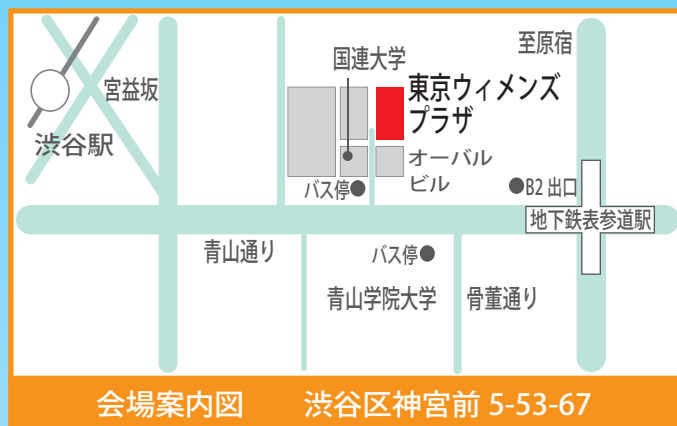 至原宿
国連大学
宮益坂
東京ウィメンズ
プラザ
渋谷駅
オーバル
ビル
バス停
B2 出口
地下鉄表参道駅
青山通り
バス停
青山学院大学
骨董通り
会場案内図 渋谷区神宮前 5-53-67